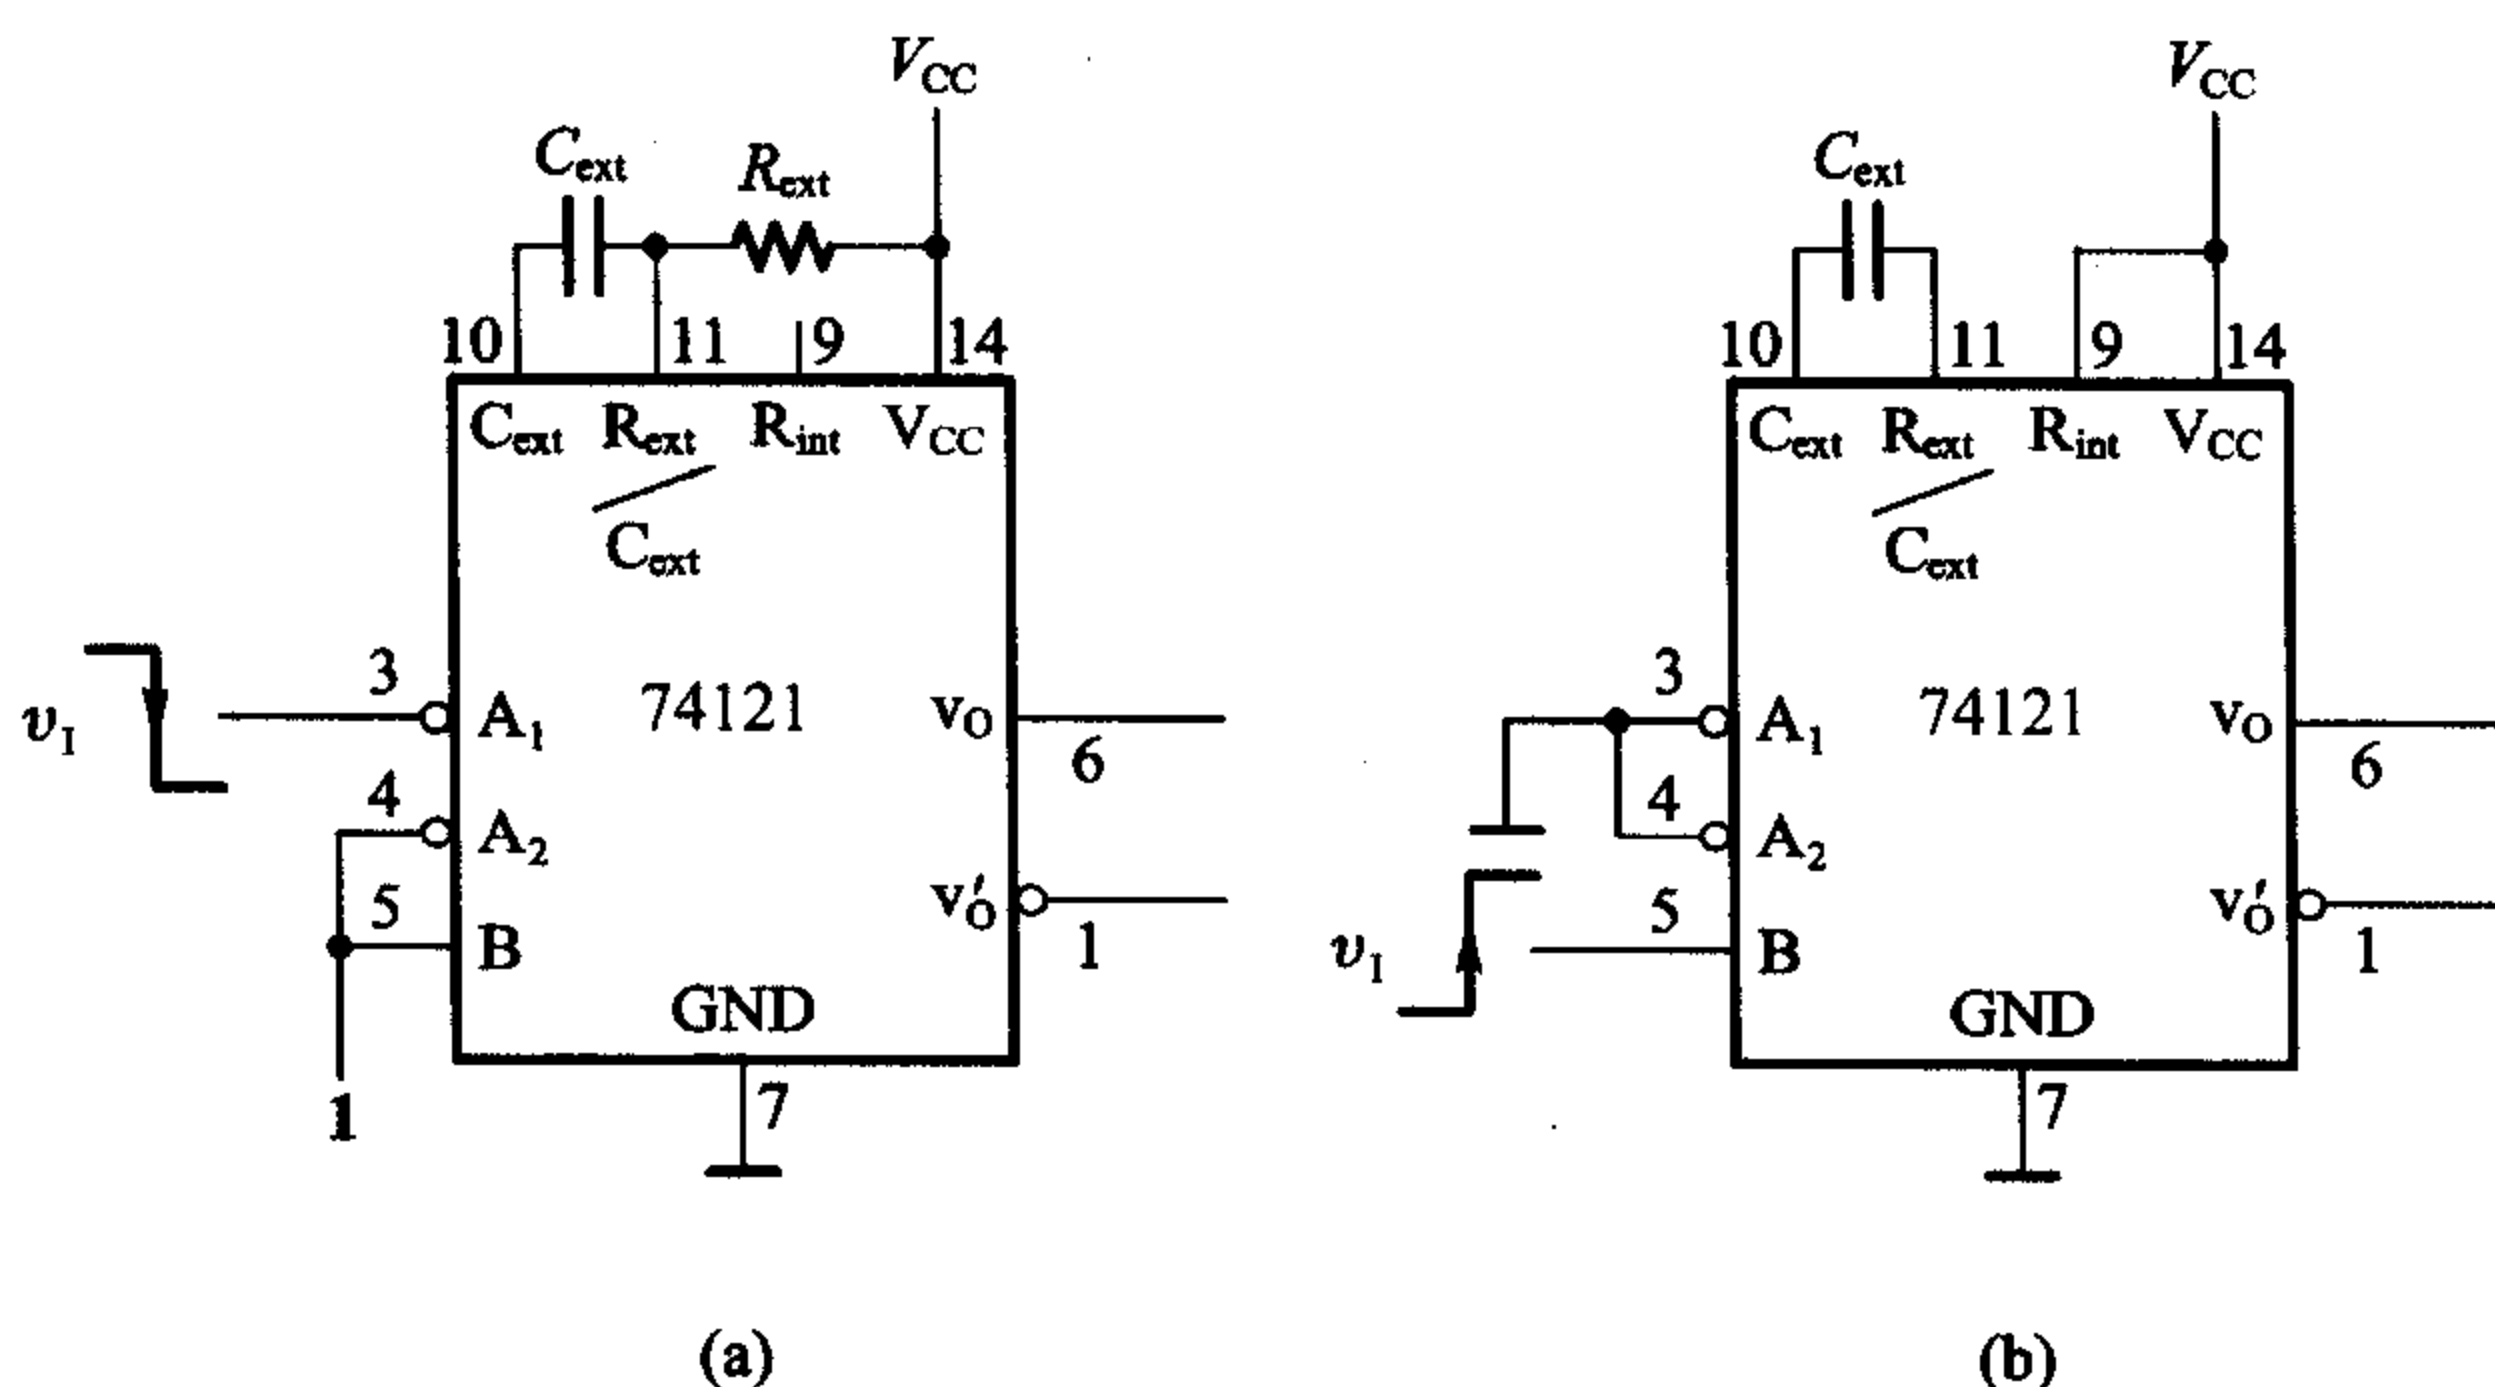 V_CC V_CC
C_ext R_ext C_ext
10 11 9 14 10 11 9 14
C_ext R_ext R_int V_CC C_ext R_ext R_int V_CC
C_ext C_ext
3 3
υ_I A_1 74121 v_O A_1 74121 v_O
6 6
4 4
A_2 A_2
5 v′_O 5 v′_O
B 1 υ_I B 1
GND GND
1 7 7
(a) (b)